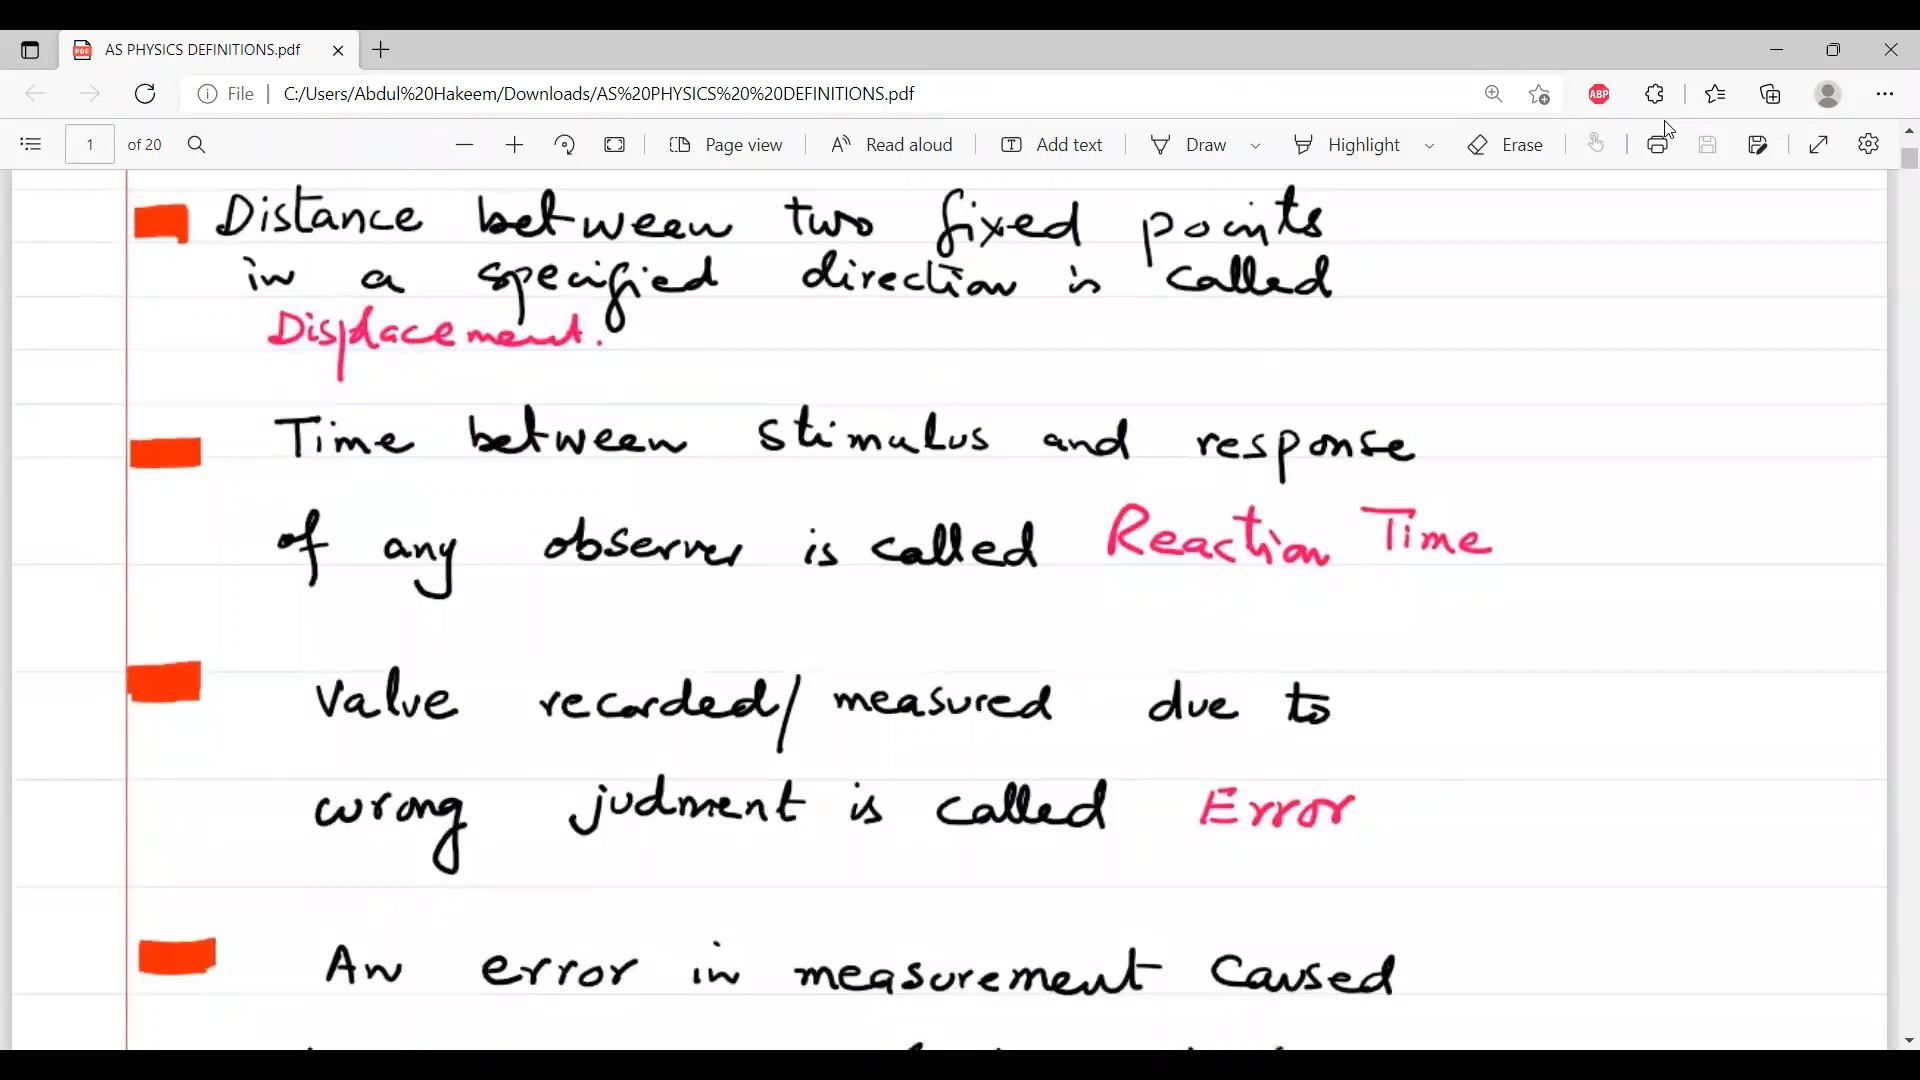 AS PHYSICS DEFINITIONS.pdf
File C:/Users/Abdul%20Hakeem/Downloads/AS%20PHYSICS%20%20DEFINITIONS.pdf
ABP
1 of 20 Page view Read aloud Add text Draw Highlight Erase
Distance between two fixed points
in a specified direction is called
Displacement.
Time between stimulus and response
of any observer is called Reaction Time
Value recorded/measured due to
wrong judment is called Error
An error in measurement caused